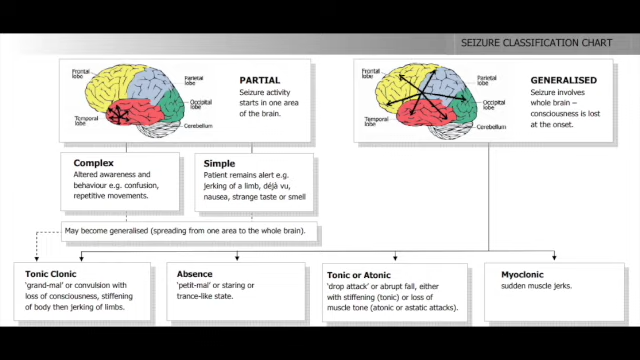 SEIZURE CLASSIFICATION CHART
Frontal
lobe
Parietal
lobe
Occipital
lobe
Temporal
lobe
Cerebellum
PARTIAL
Seizure activity
starts in one area
of the brain.
Frontal
lobe
Parietal
lobe
Occipital
lobe
Temporal
lobe
Cerebellum
GENERALISED
Seizure involves
whole brain –
consciousness is lost
at the onset.
Complex
Altered awareness and
behaviour e.g. confusion,
repetitive movements.
Simple
Patient remains alert e.g.
jerking of a limb, déjà vu,
nausea, strange taste or smell
May become generalised (spreading from one area to the whole brain).
Tonic Clonic
‘grand-mal’ or convulsion with
loss of consciousness, stiffening
of body then jerking of limbs.
Absence
‘petit-mal’ or staring or
trance-like state.
Tonic or Atonic
‘drop attack’ or abrupt fall, either
with stiffening (tonic) or loss of
muscle tone (atonic or astatic attacks).
Myoclonic
sudden muscle jerks.